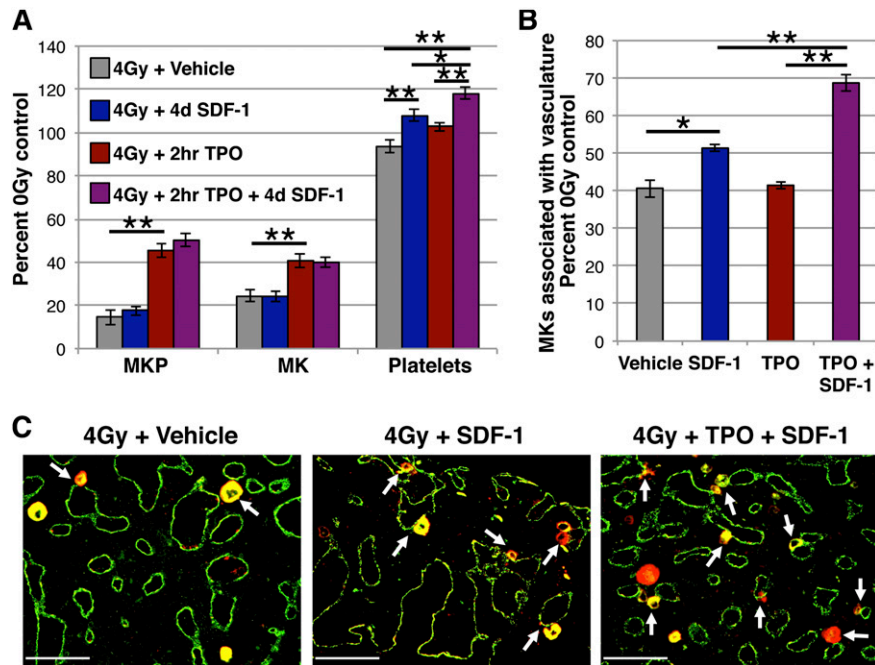 A
140
120
100
80
60
40
20
0
Percent 0Gy control
4Gy + Vehicle
4Gy + 4d SDF-1
4Gy + 2hr TPO
4Gy + 2hr TPO + 4d SDF-1
**
**
**
**
*
**
MKP
MK
Platelets
B
80
70
60
50
40
30
20
10
0
MKs associated with vasculature
Percent 0Gy control
*
**
**
Vehicle SDF-1 TPO TPO +
SDF-1
C
4Gy + Vehicle
4Gy + SDF-1
4Gy + TPO + SDF-1